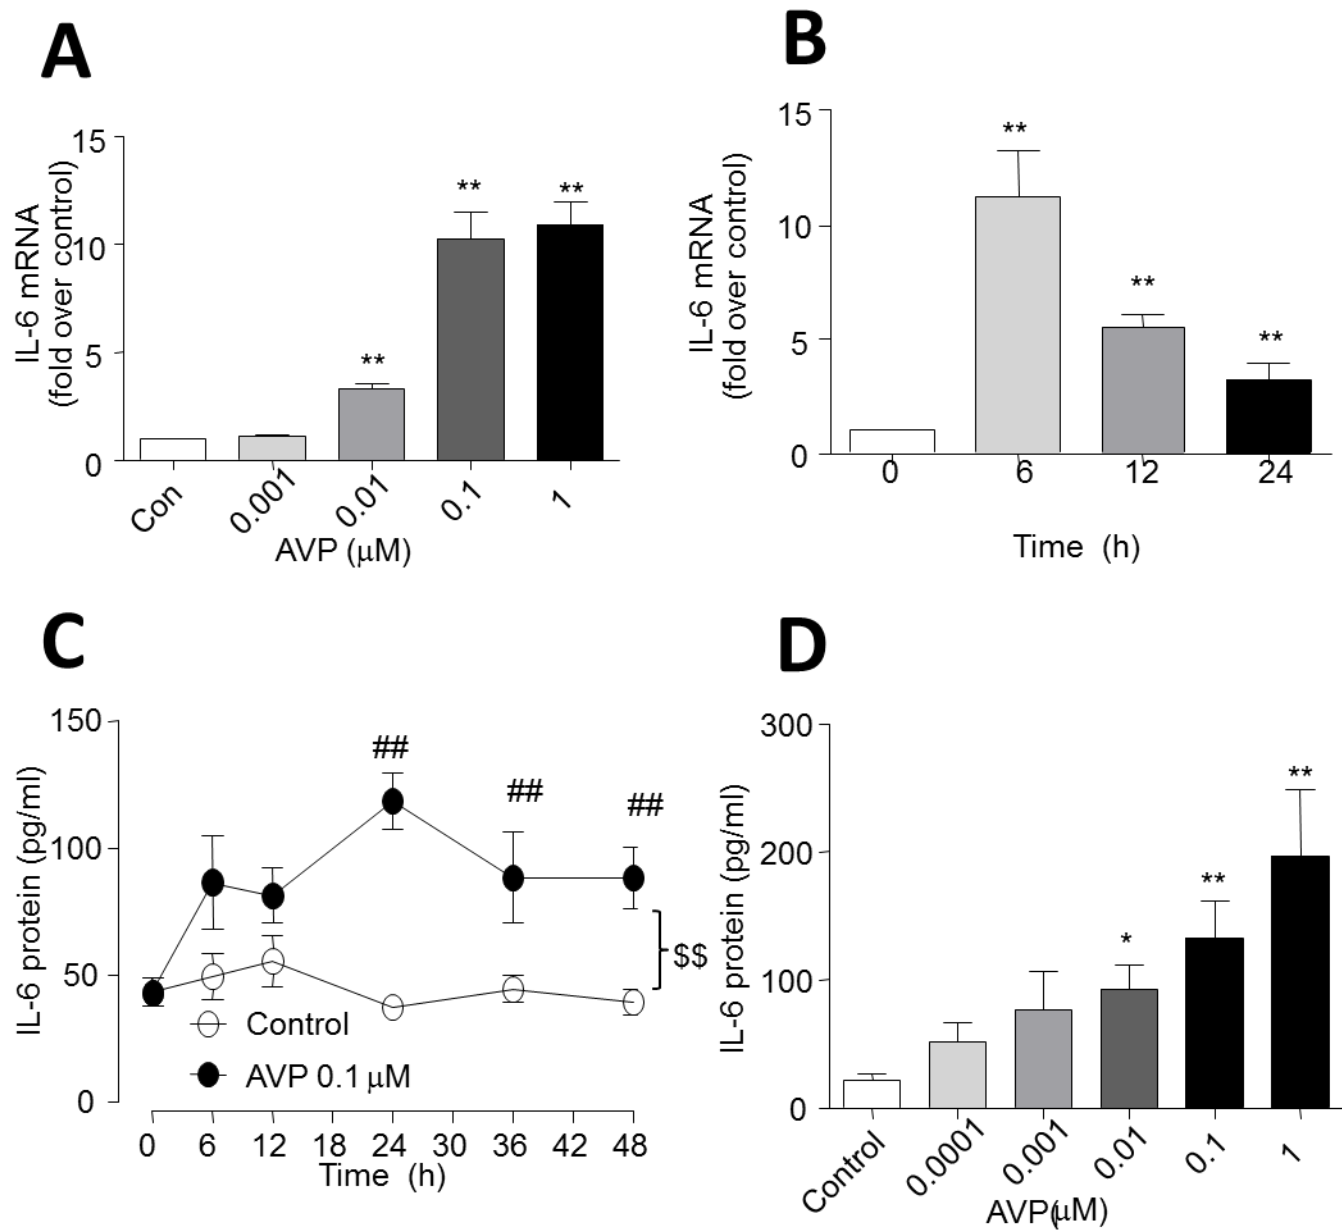 A
IL-6 mRNA
(fold over control)
15
10
5
0
**
**
**
Con
0.001
0.01
0.1
1
AVP (μM)
B
IL-6 mRNA
(fold over control)
15
10
5
0
**
**
**
0
6
12
24
Time (h)
C
IL-6 protein (pg/ml)
150
100
50
0
##
##
##
$$
Control
AVP 0.1 μM
0 6 12 18 24 30 36 42 48
Time (h)
D
IL-6 protein (pg/ml)
300
200
100
0
*
**
**
Control
0.0001
0.001
0.01
0.1
1
AVP(μM)